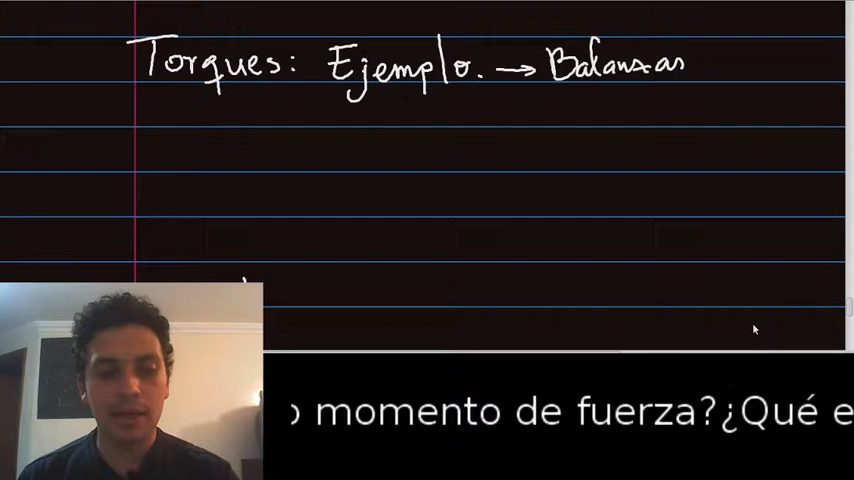 Torques: Ejemplo. → Balanzas
o momento de fuerza?¿Qué e